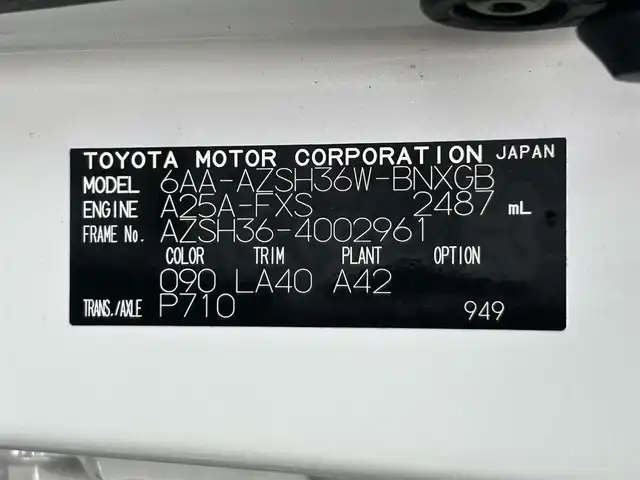 TOYOTA MOTOR CORPORATION JAPAN
MODEL 6AA-AZSH36W-BNXGB
ENGINE A25A-FXS 2487 mL
FRAME No. AZSH36-4002961
COLOR TRIM PLANT OPTION
090 LA40 A42
TRANS./AXLE P710 949